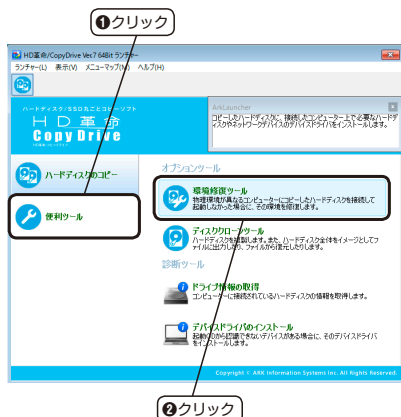 ❶クリック
HD革命/CopyDrive Ver.7 64Bit ランチャー
ランチャー(L) 表示(V) メニューマップ(M) ヘルプ(H)
ハードディスク/SSD丸ごとコピーソフト
HD革命
Copy Drive
ArkLauncher
コピーしたハードディスクに、接続したコンピューター上で必要なハードディスクやネットワークデバイスのデバイスドライバをインストールします。
ハードディスクのコピー
便利ツール
オプションツール
環境修復ツール
物理環境が異なるコンピューターにコピーしたハードディスクを接続して
起動しなかった場合に、その環境を修復します。
ディスククローンツール
ハードディスクを複製します。また、ハードディスク全体をイメージとしてフ
ァイルに出力したり、ファイルから復元したりします。
診断ツール
ドライブ情報の取得
コンピューターに接続されているハードディスクの情報を取得します。
デバイスドライバのインストール
起動CDから認識できないデバイスがある場合に、そのデバイスドライバ
をインストールします。
Copyright © ARK Information Systems Inc. All Rights Reserved.
❷クリック